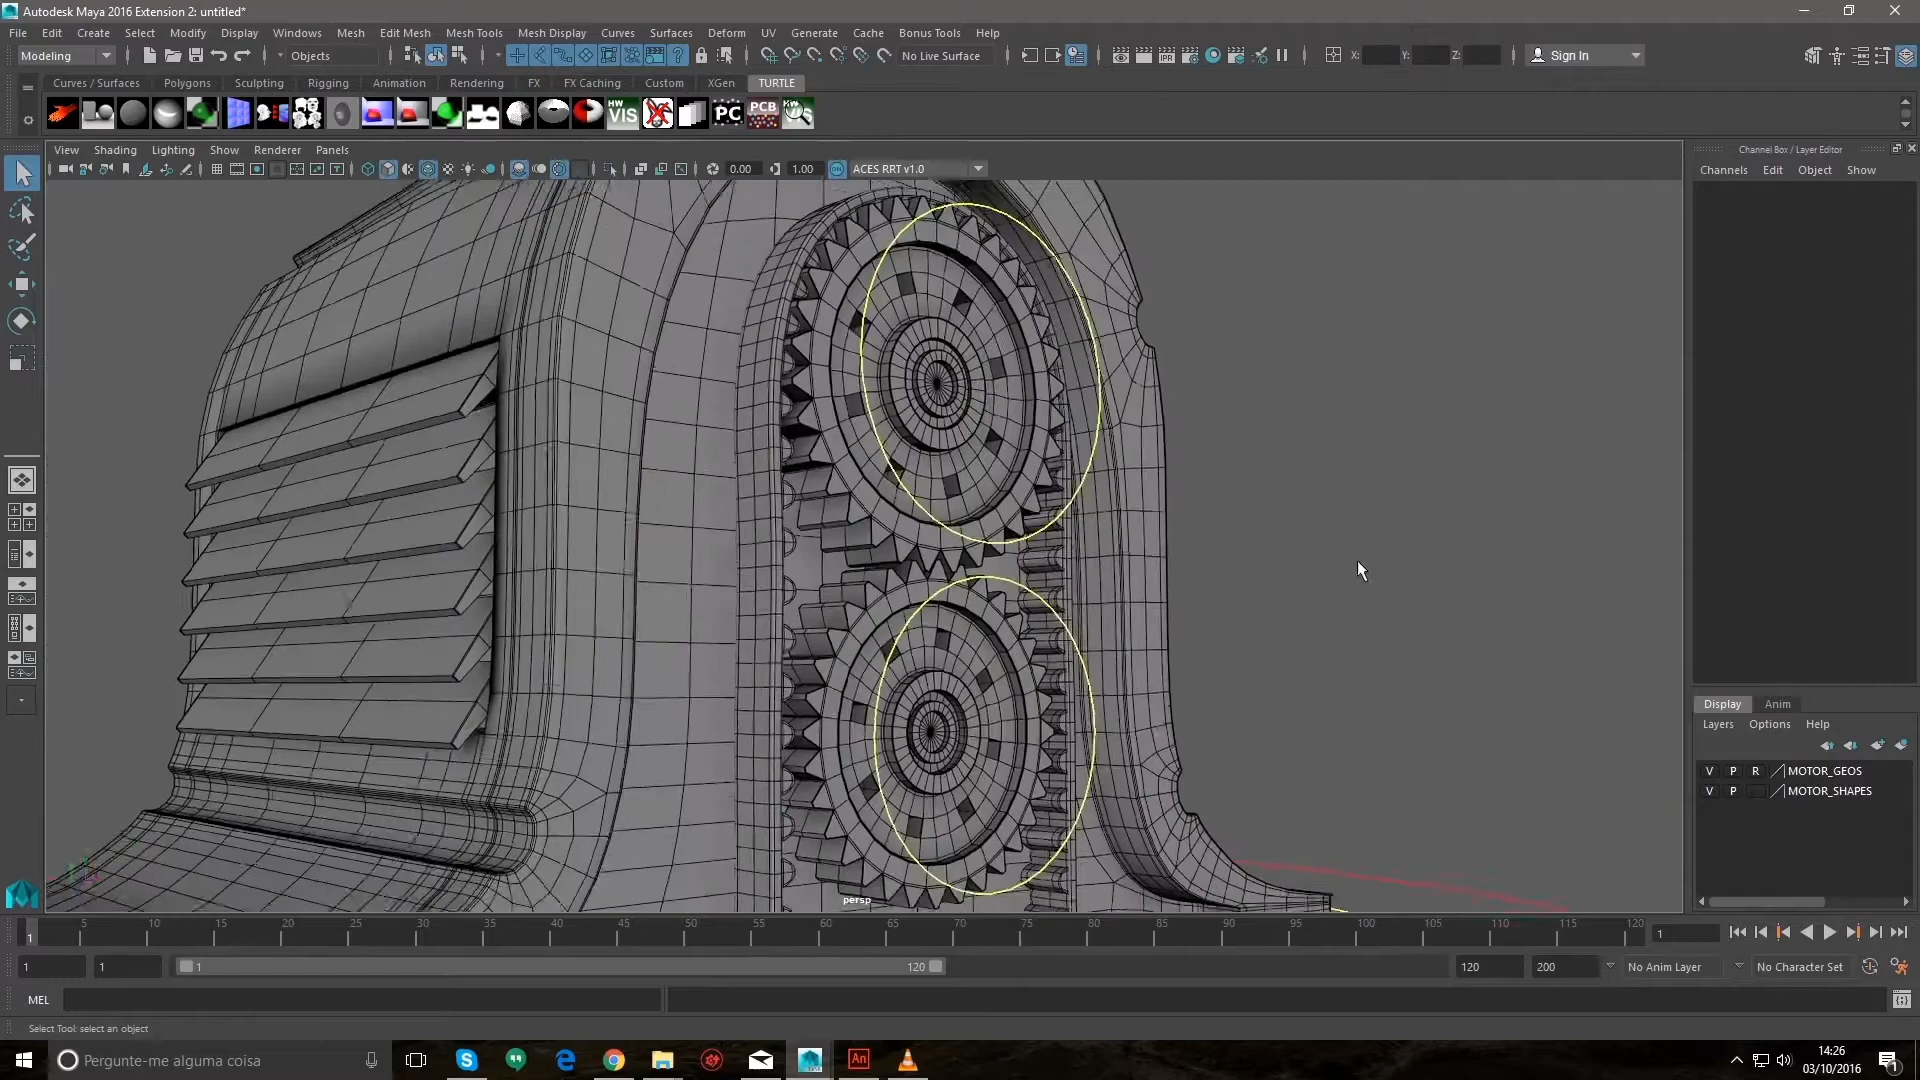 Autodesk Maya 2016 Extension 2: untitled*
File Edit Create Select Modify Display Windows Mesh Edit Mesh Mesh Tools Mesh Display Curves Surfaces Deform UV Generate Cache Bonus Tools Help
Modeling Objects No Live Surface X: Y: Z: Sign In
Curves / Surfaces Polygons Sculpting Rigging Animation Rendering FX FX Caching Custom XGen TURTLE
HW VIS PC PCB
View Shading Lighting Show Renderer Panels
0.00 1.00 ACES RRT v1.0
Channel Box / Layer Editor
Channels Edit Object Show
Display Anim
Layers Options Help
V P R MOTOR_GEOS
V P MOTOR_SHAPES
persp
5 10 15 20 25 30 35 40 45 50 55 60 65 70 75 80 85 90 95 100 105 110 115 120
1 1
1 1 1 120 120 200 No Anim Layer No Character Set
MEL
Select Tool: select an object
Pergunte-me alguma coisa
An
14:26
03/10/2016
1